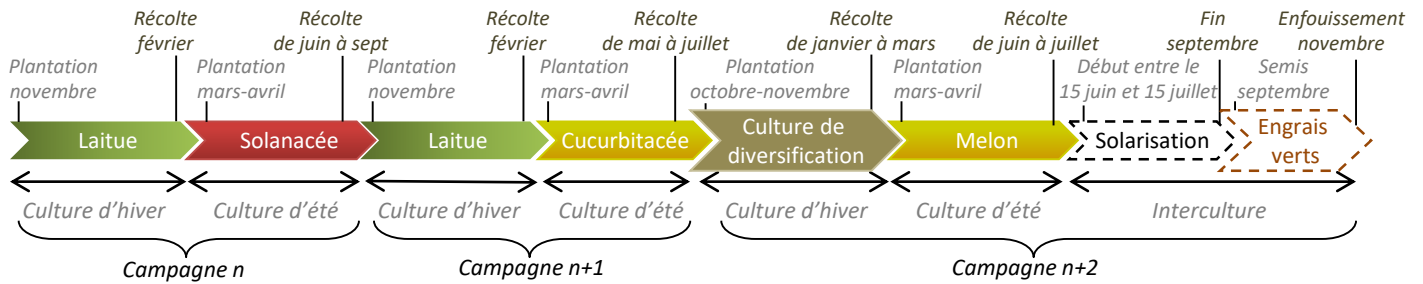 Récolte
février
Récolte
de juin à sept
Récolte
février
Récolte
de mai à juillet
Récolte
de janvier à mars
Récolte
de juin à juillet
Fin
septembre
Enfouissement
novembre
Plantation
novembre
Plantation
mars-avril
Plantation
novembre
Plantation
mars-avril
Plantation
octobre-novembre
Plantation
mars-avril
Début entre le
15 juin et 15 juillet
Semis
septembre
Laitue
Solanacée
Laitue
Cucurbitacée
Culture de
diversification
Melon
Solarisation
Engrais
verts
Culture d’hiver
Culture d’été
Culture d’hiver
Culture d’été
Culture d’hiver
Culture d’été
Interculture
Campagne n
Campagne n+1
Campagne n+2